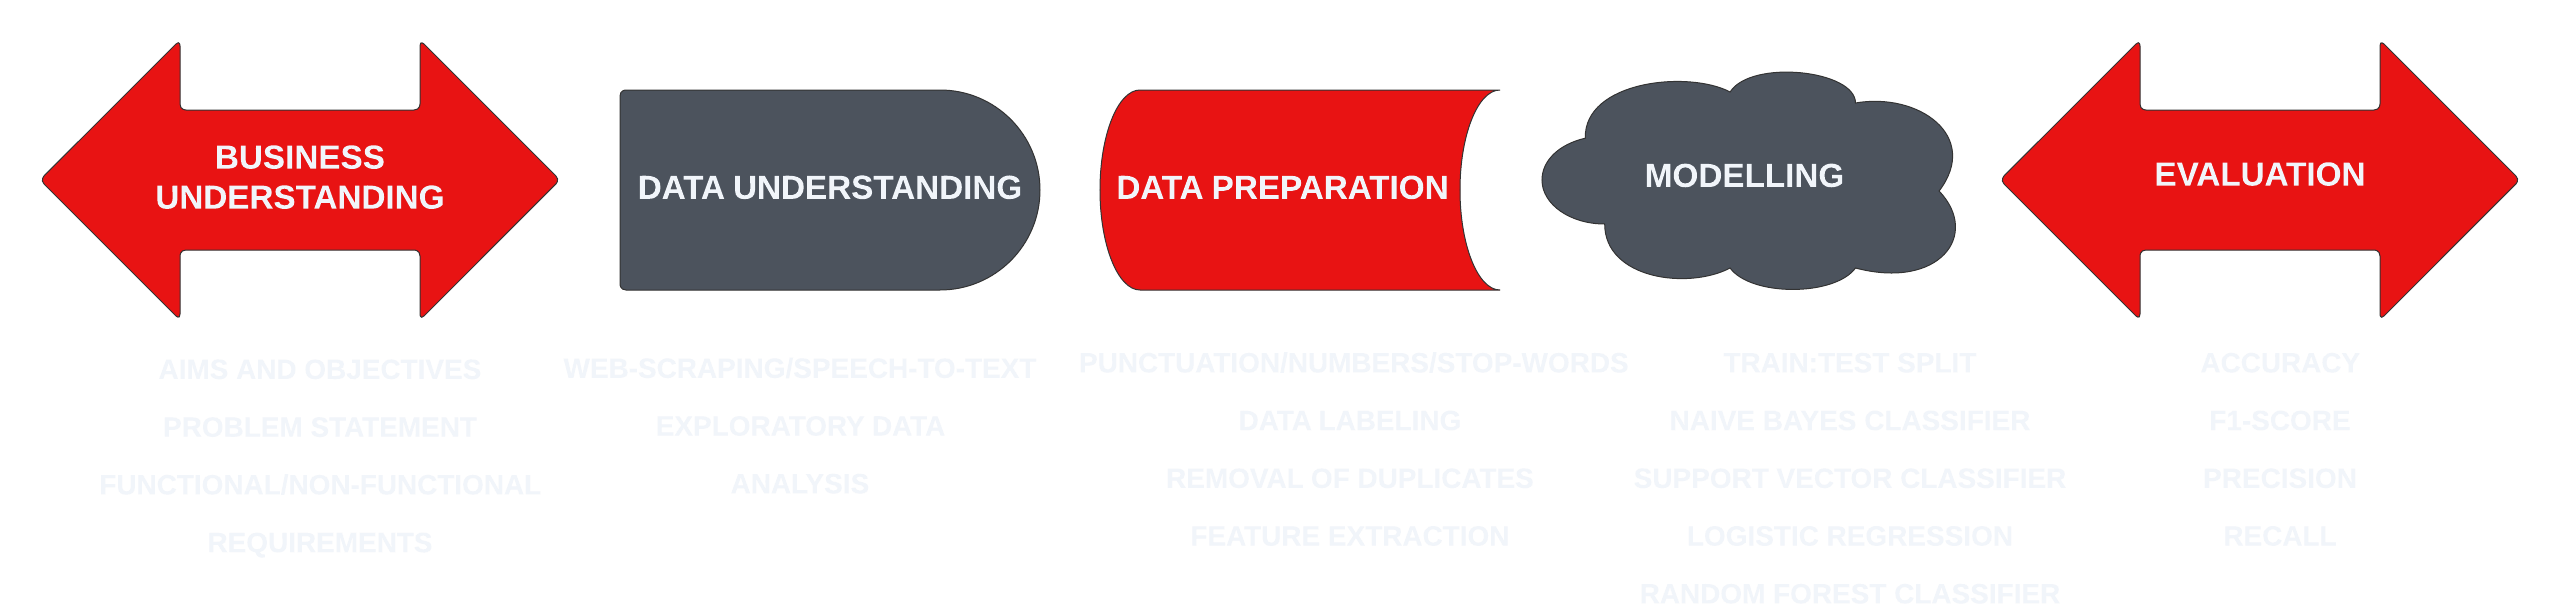 BUSINESS
UNDERSTANDING
DATA UNDERSTANDING
DATA PREPARATION
MODELLING
EVALUATION
AIMS AND OBJECTIVES
PROBLEM STATEMENT
FUNCTIONAL/NON-FUNCTIONAL
REQUIREMENTS
WEB-SCRAPING/SPEECH-TO-TEXT
EXPLORATORY DATA
ANALYSIS
PUNCTUATION/NUMBERS/STOP-WORDS
DATA LABELING
REMOVAL OF DUPLICATES
FEATURE EXTRACTION
TRAIN:TEST SPLIT
NAIVE BAYES CLASSIFIER
SUPPORT VECTOR CLASSIFIER
LOGISTIC REGRESSION
RANDOM FOREST CLASSIFIER
ACCURACY
F1-SCORE
PRECISION
RECALL